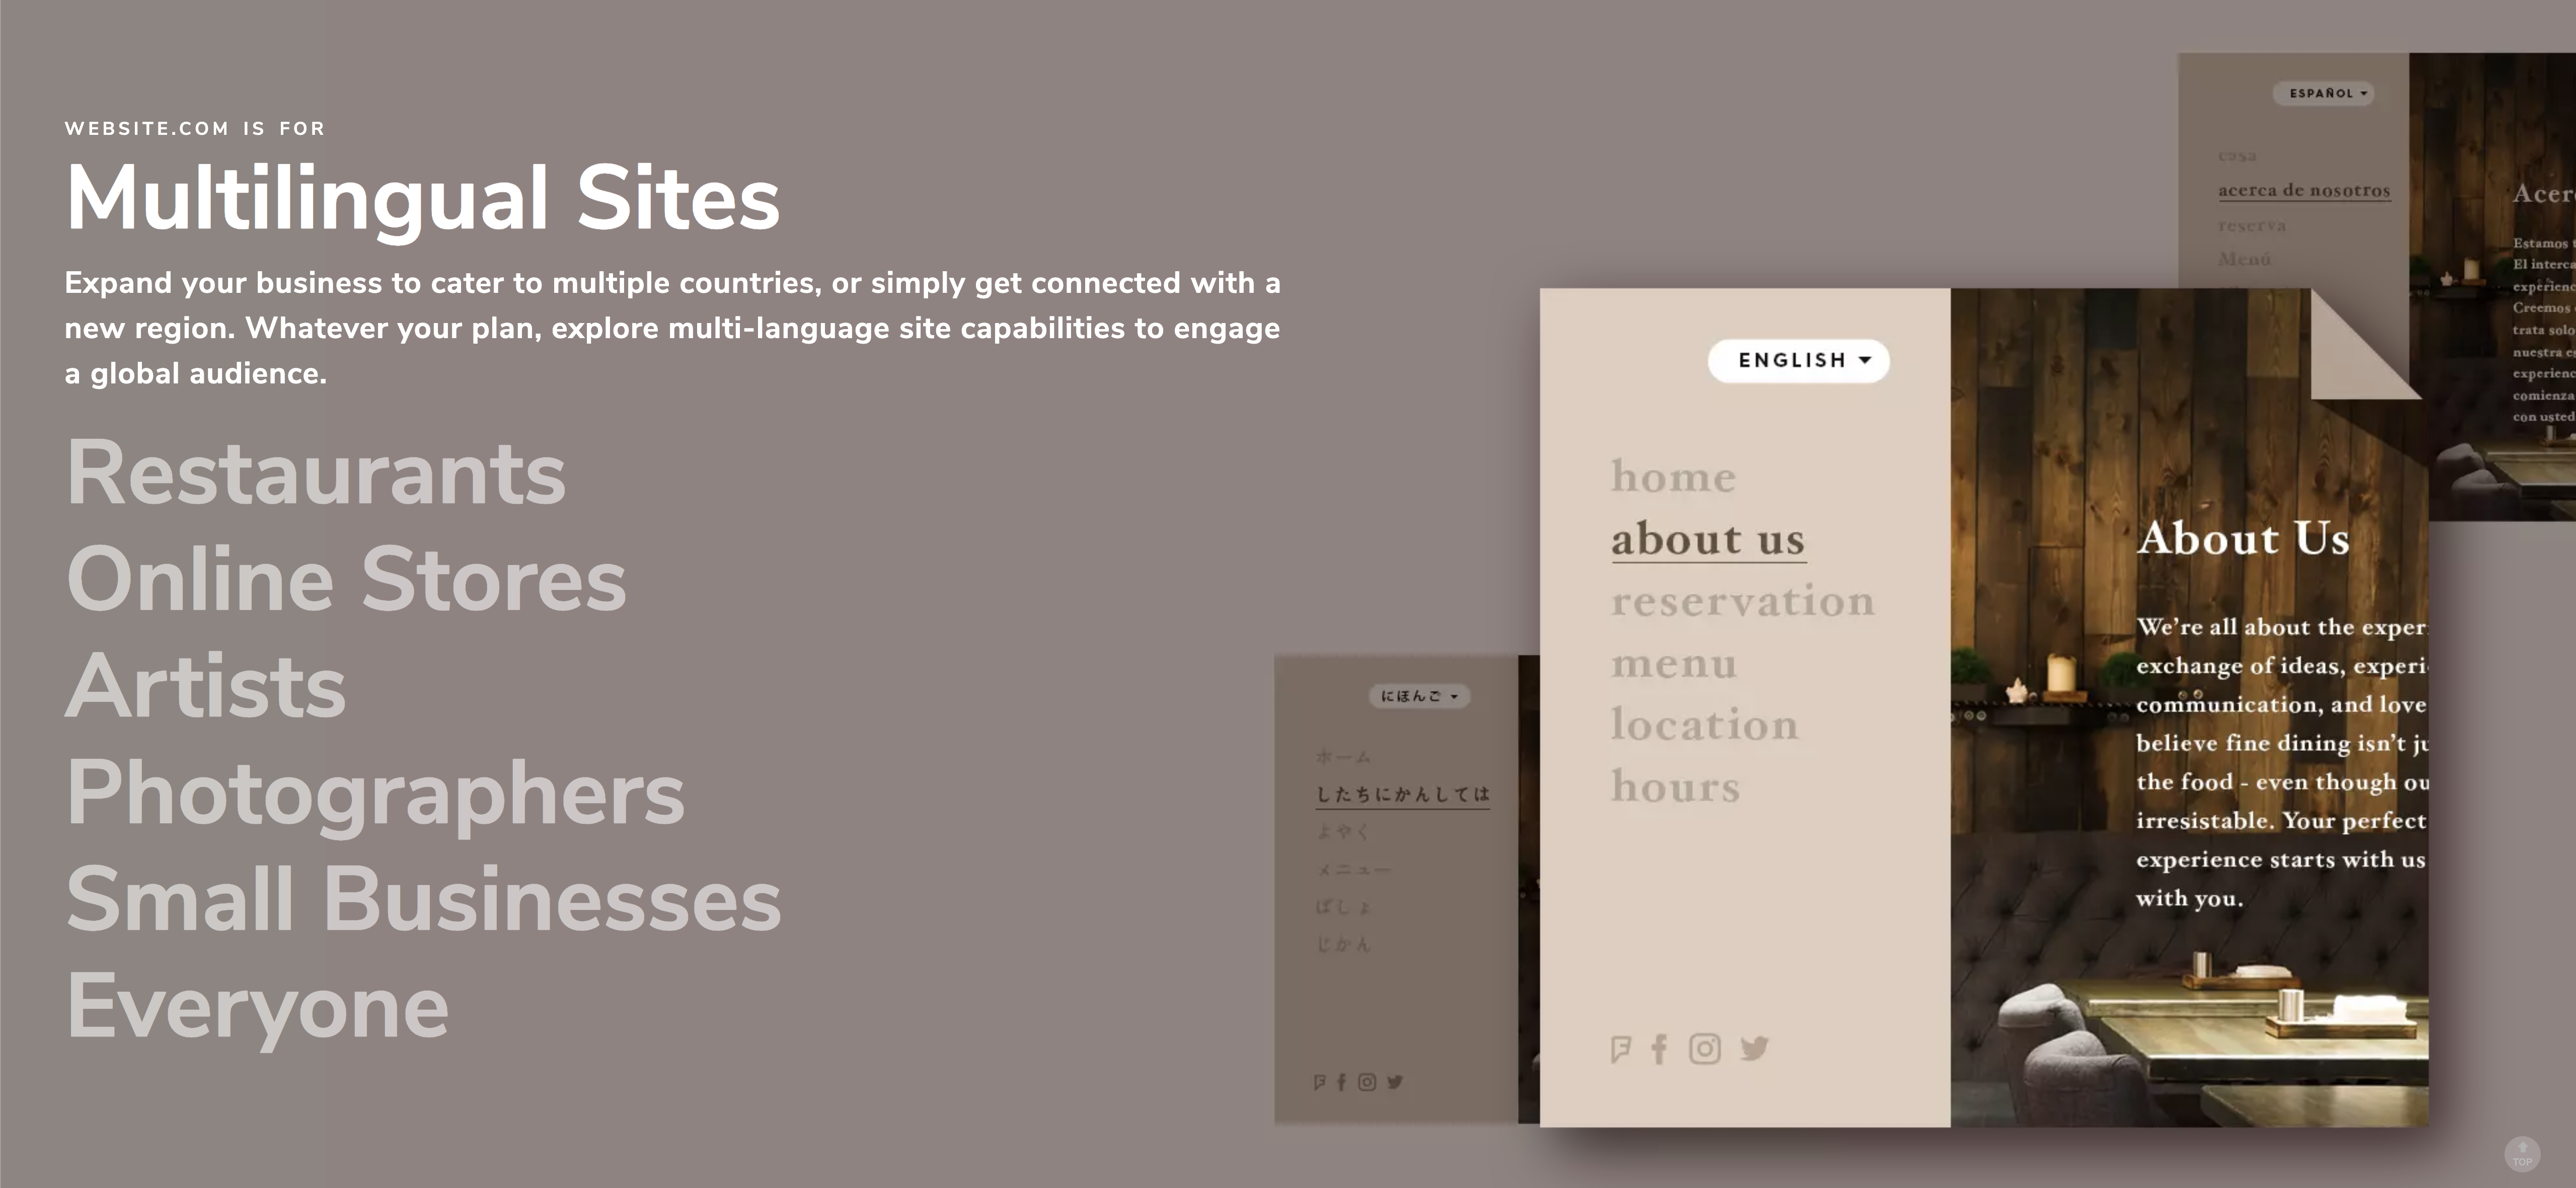 WEBSITE.COM IS FOR
Multilingual Sites
Expand your business to cater to multiple countries, or simply get connected with a
new region. Whatever your plan, explore multi-language site capabilities to engage
a global audience.
Restaurants
Online Stores
Artists
Photographers
Small Businesses
Everyone
ESPAÑOL
casa
acerca de nosotros
reserva
Menú
Acer
Estamos
El interca
experienc
Creemos
trata solo
nuestra
experienc
comienza
con usted
ENGLISH
home
about us
reservation
menu
location
hours
About Us
We’re all about the exper
exchange of ideas, experi
communication, and love
believe fine dining isn’t ju
the food - even though ou
irresistable. Your perfect
experience starts with us
with you.
にほんご
ホーム
したちにかんしては
よやく
メニュー
ばしょ
じかん
TOP